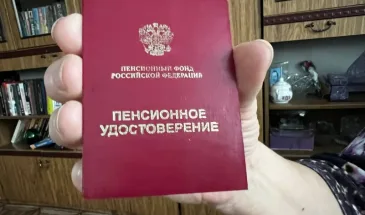 ПЕНСИОННЫЙ ФОНД
РОССИЙСКОЙ ФЕДЕРАЦИИ
ПЕНСИОННОЕ
УДОСТОВЕРЕНИЕ